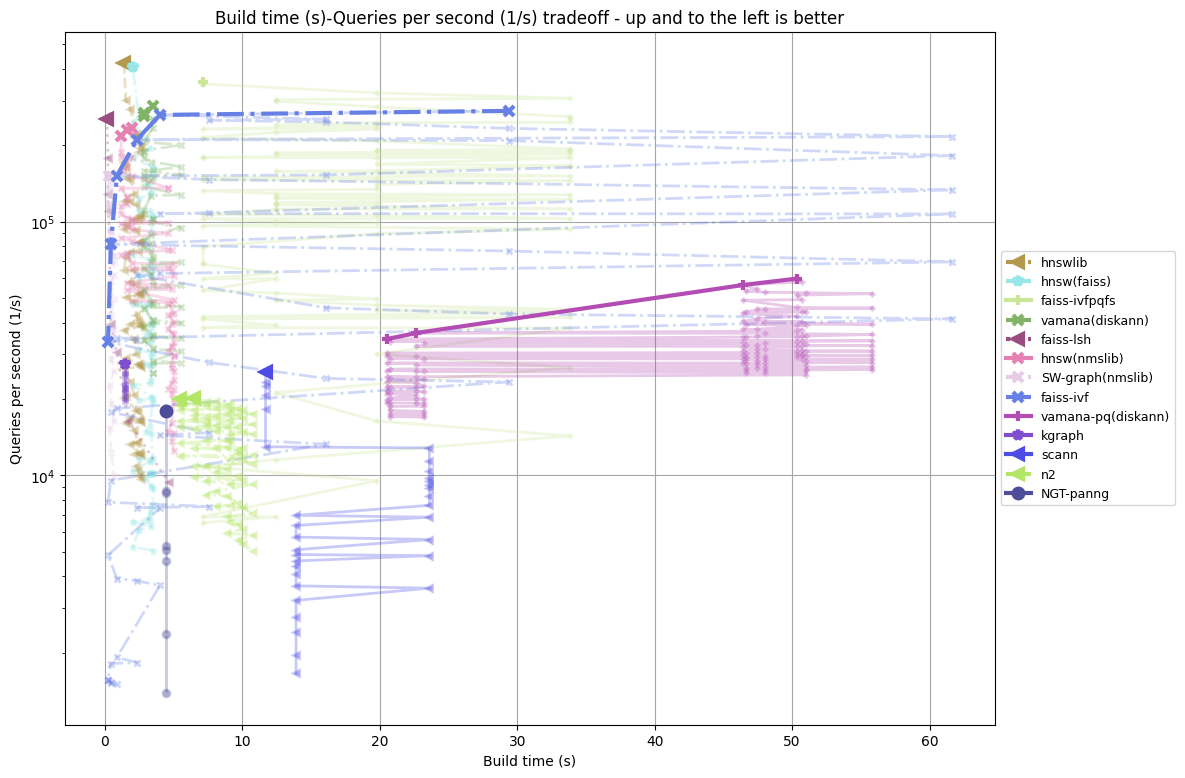 Build time (s)-Queries per second (1/s) tradeoff - up and to the left is better
Queries per second (1/s)
10⁵
10⁴
0 10 20 30 40 50 60
Build time (s)
hnswlib
hnsw(faiss)
faiss-ivfpqfs
vamana(diskann)
faiss-lsh
hnsw(nmslib)
SW-graph(nmslib)
faiss-ivf
vamana-pq(diskann)
kgraph
scann
n2
NGT-panng